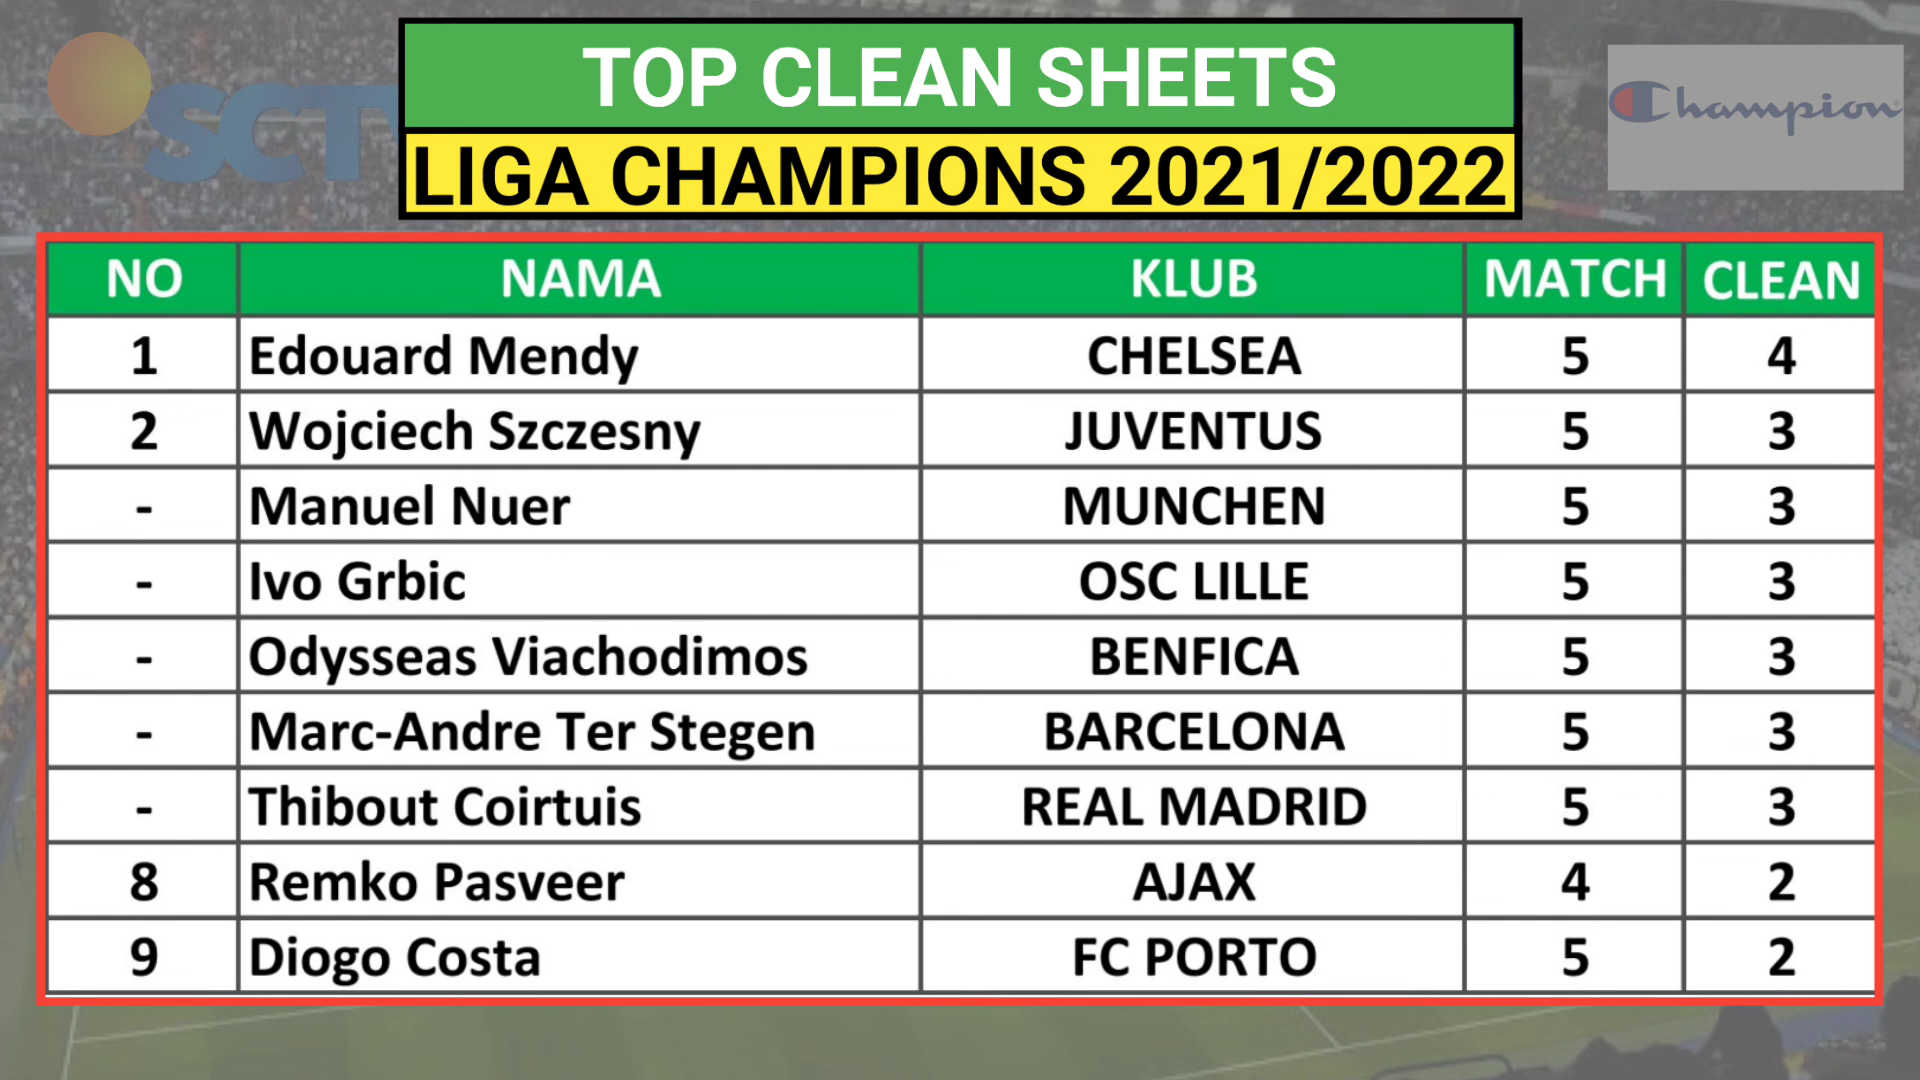 SCTV
TOP CLEAN SHEETS
Champion
LIGA CHAMPIONS 2021/2022
NO NAMA KLUB MATCH CLEAN
1 Edouard Mendy CHELSEA 5 4
2 Wojciech Szczesny JUVENTUS 5 3
- Manuel Nuer MUNCHEN 5 3
- Ivo Grbic OSC LILLE 5 3
- Odysseas Viachodimos BENFICA 5 3
- Marc-Andre Ter Stegen BARCELONA 5 3
- Thibout Coirtuis REAL MADRID 5 3
8 Remko Pasveer AJAX 4 2
9 Diogo Costa FC PORTO 5 2